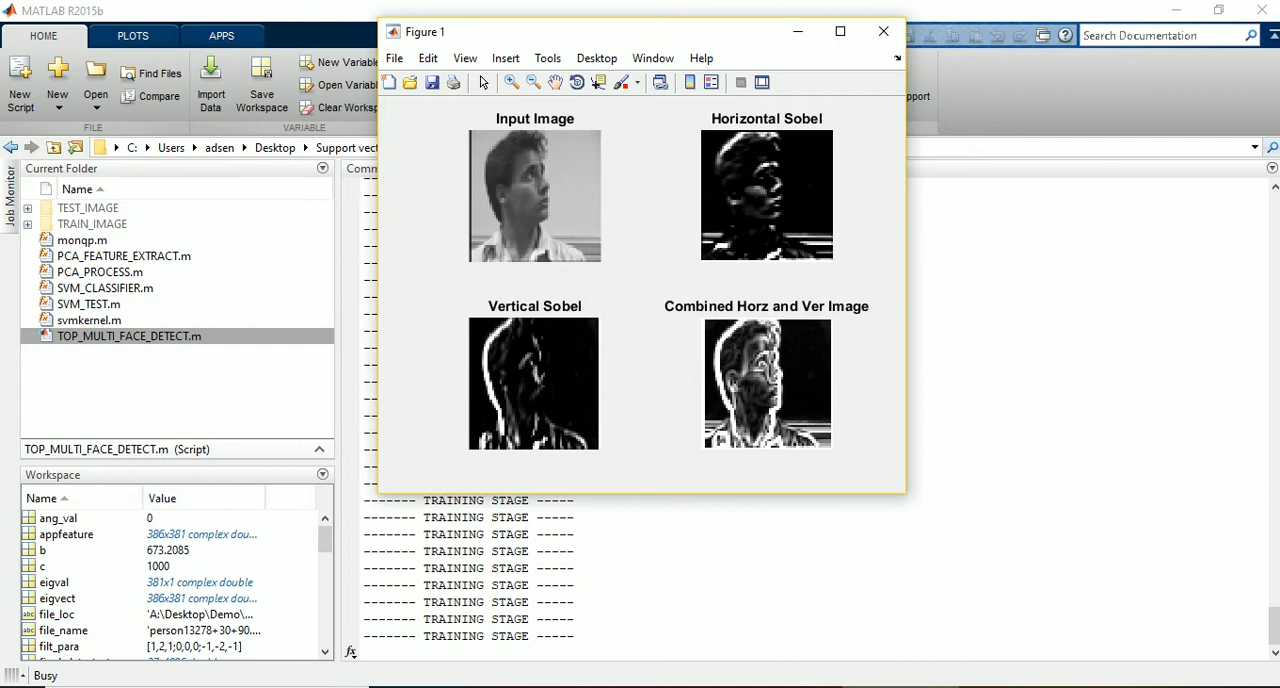 MATLAB R2015b
HOME PLOTS APPS
Search Documentation
New Script
New
Open
Find Files
Compare
Import Data
Save Workspace
New Variable
Open Variable
Clear Worksp
FILE
VARIABLE
C: Users adsen Desktop Support vect
Job Monitor
Current Folder
Name
TEST_IMAGE
TRAIN_IMAGE
monqp.m
PCA_FEATURE_EXTRACT.m
PCA_PROCESS.m
SVM_CLASSIFIER.m
SVM_TEST.m
svmkernel.m
TOP_MULTI_FACE_DETECT.m
TOP_MULTI_FACE_DETECT.m (Script)
Workspace
Name Value
ang_val 0
appfeature 386x381 complex dou...
b 673.2085
c 1000
eigval 381x1 complex double
eigvect 386x381 complex dou...
file_loc 'A:\Desktop\Demo\...
file_name 'person13278+30+90....
filt_para [1,2,1;0,0,0;-1,-2,-1]
Busy
Figure 1
File Edit View Insert Tools Desktop Window Help
Input Image
Horizontal Sobel
Vertical Sobel
Combined Horz and Ver Image
Comm
pport
------- TRAINING STAGE -----
------- TRAINING STAGE -----
------- TRAINING STAGE -----
------- TRAINING STAGE -----
------- TRAINING STAGE -----
------- TRAINING STAGE -----
------- TRAINING STAGE -----
------- TRAINING STAGE -----
------- TRAINING STAGE -----
fx